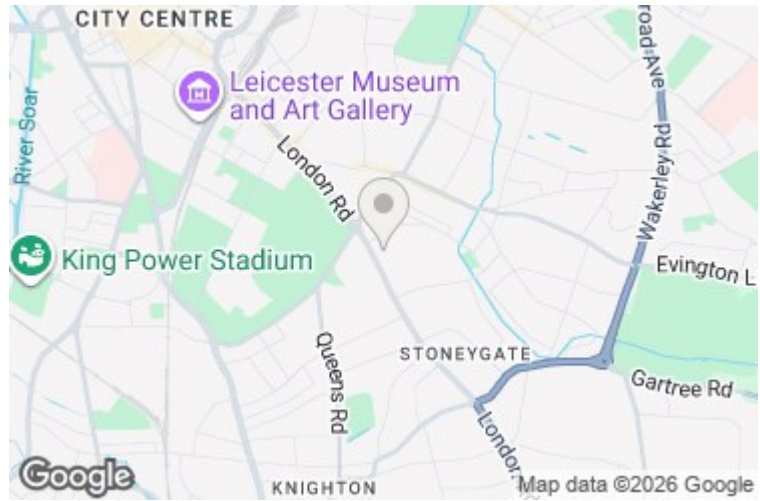 CITY CENTRE
Leicester Museum
and Art Gallery
River Soar
London Rd
road Ave
Wakerley Rd
King Power Stadium
Evington L
STONEYGATE
Queens Rd
Gartree Rd
London
KNIGHTON
Google
Map data ©2026 Google